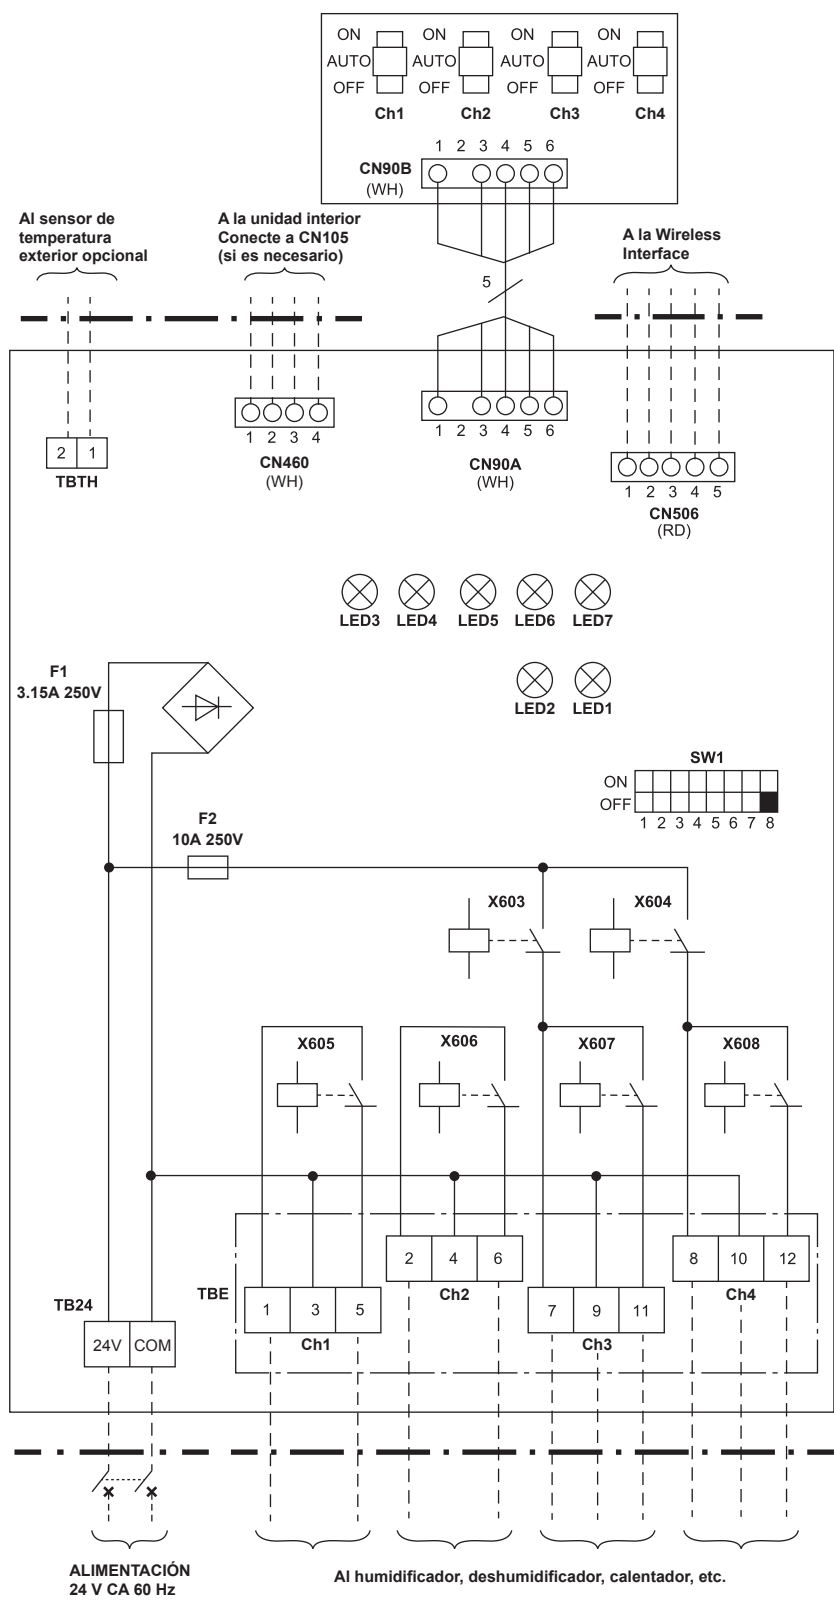 ON ON ON ON
AUTO AUTO AUTO AUTO
OFF OFF OFF OFF
Ch1 Ch2 Ch3 Ch4
1 2 3 4 5 6
CN90B
(WH)
Al sensor de
temperatura
exterior opcional
A la unidad interior
Conecte a CN105
(si es necesario)
A la Wireless
Interface
5
2 1
TBTH
1 2 3 4
CN460
(WH)
1 2 3 4 5 6
CN90A
(WH)
1 2 3 4 5
CN506
(RD)
LED3 LED4 LED5 LED6 LED7
LED2 LED1
F1
3.15A 250V
SW1
ON
OFF
1 2 3 4 5 6 7 8
F2
10A 250V
X603 X604
X605 X606 X607 X608
TBE
1 3 5
Ch1
2 4 6
Ch2
7 9 11
Ch3
8 10 12
Ch4
TB24
24V COM
ALIMENTACIÓN
24 V CA 60 Hz
Al humidificador, deshumidificador, calentador, etc.